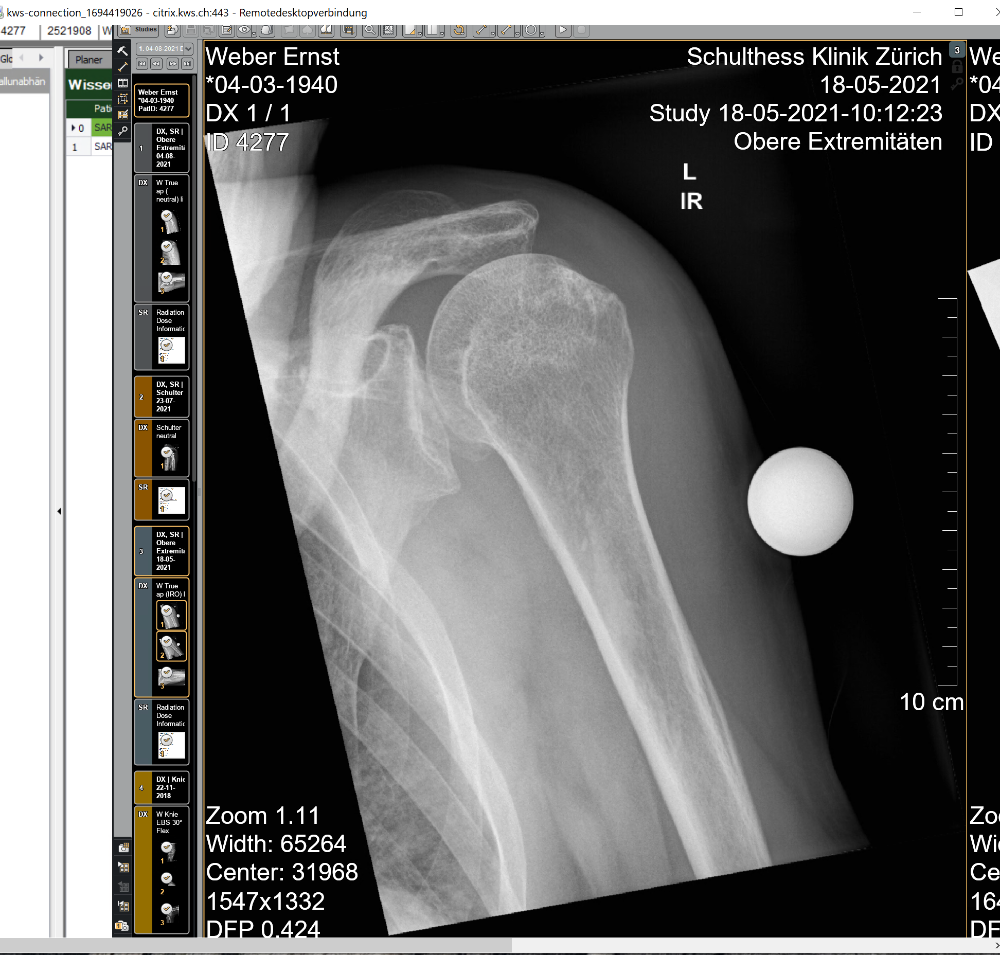 kws-connection_1694419026 - citrix.kws.ch:443 - Remotedesktopverbindung
4277
2521908
W
Studies
Glo
allunabhän
Planer
Wisser
Pati
0 SAR
1 SAR
1. 04-08-2021 D
Weber Ernst
*04-03-1940
PatID: 4277
1
DX, SR |
Obere
Extremitä
04-08-
2021
DX
W True
ap (
neutral) li
1
2
3
SR
Radiation
Dose
Informatic
1
2
DX, SR |
Schulter
23-07-
2021
DX
Schulter
neutral
1
SR
1
3
DX, SR |
Obere
Extremitä
18-05-
2021
DX
W True
ap (IRO) l
1
2
3
SR
Radiation
Dose
Informatic
1
4
DX | Knie
22-11-
2018
DX
W Knie
EBS 30°
Flex
1
2
3
1
Weber Ernst
*04-03-1940
DX 1 / 1
ID 4277
Schulthess Klinik Zürich
18-05-2021
Study 18-05-2021-10:12:23
Obere Extremitäten
3
L
IR
10 cm
Zoom 1.11
Width: 65264
Center: 31968
1547x1332
DFP 0.424
We
*04
DX
ID
Zoo
Wid
Ce
164
DF